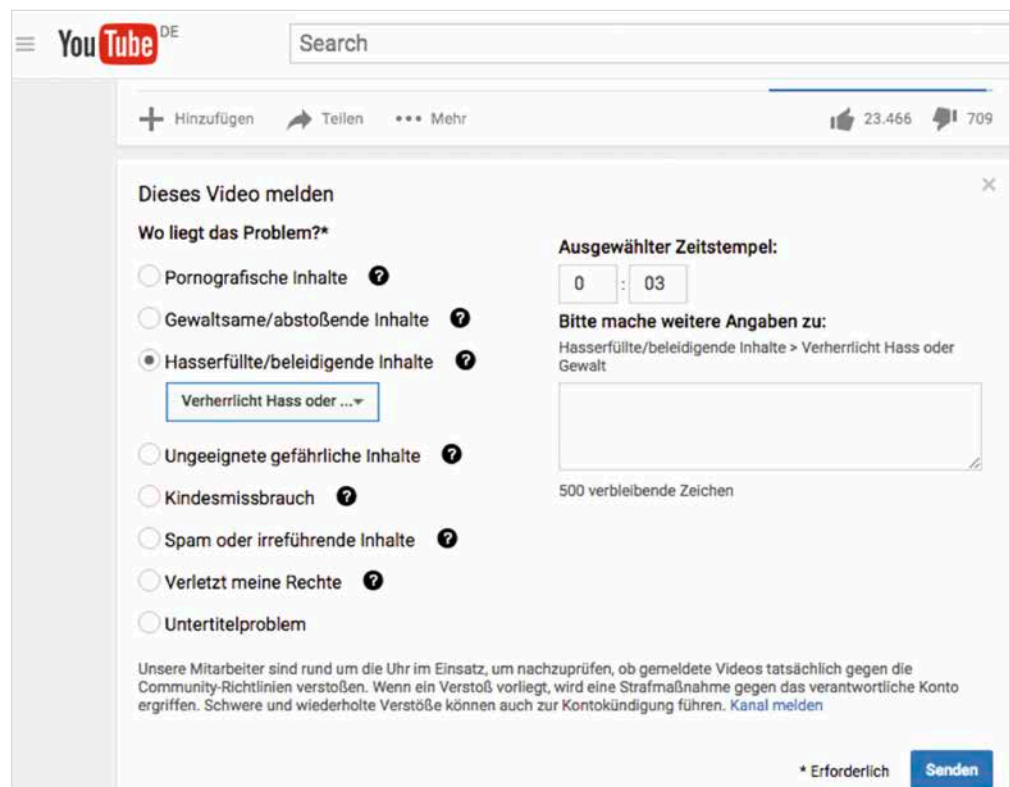 YouTube DE
Search
Hinzufügen Teilen Mehr 23.466 709
Dieses Video melden
Wo liegt das Problem?*
Pornografische Inhalte ?
Gewaltsame/abstoßende Inhalte ?
Hasserfüllte/beleidigende Inhalte ?
Verherrlicht Hass oder ...
Ungeeignete gefährliche Inhalte ?
Kindesmissbrauch ?
Spam oder irreführende Inhalte ?
Verletzt meine Rechte ?
Untertitelproblem
Ausgewählter Zeitstempel:
0 : 03
Bitte mache weitere Angaben zu:
Hasserfüllte/beleidigende Inhalte > Verherrlicht Hass oder
Gewalt
500 verbleibende Zeichen
Unsere Mitarbeiter sind rund um die Uhr im Einsatz, um nachzuprüfen, ob gemeldete Videos tatsächlich gegen die
Community-Richtlinien verstoßen. Wenn ein Verstoß vorliegt, wird eine Strafmaßnahme gegen das verantwortliche Konto
ergriffen. Schwere und wiederholte Verstöße können auch zur Kontokündigung führen. Kanal melden
* Erforderlich Senden